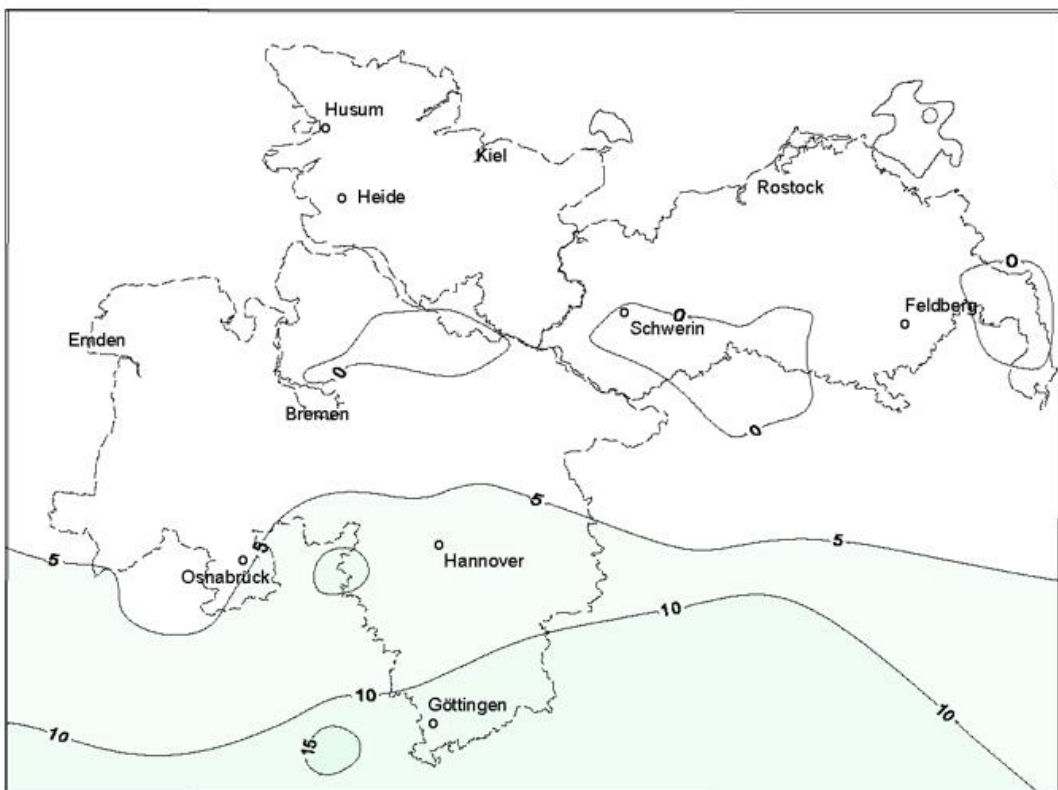 Husum
Kiel
Heide
Rostock
0
Feldberg
0
Schwerin
Emden
0
Bremen
0
5
5
5
5
Hannover
Osnabrück
10
10
Göttingen
10
10
15